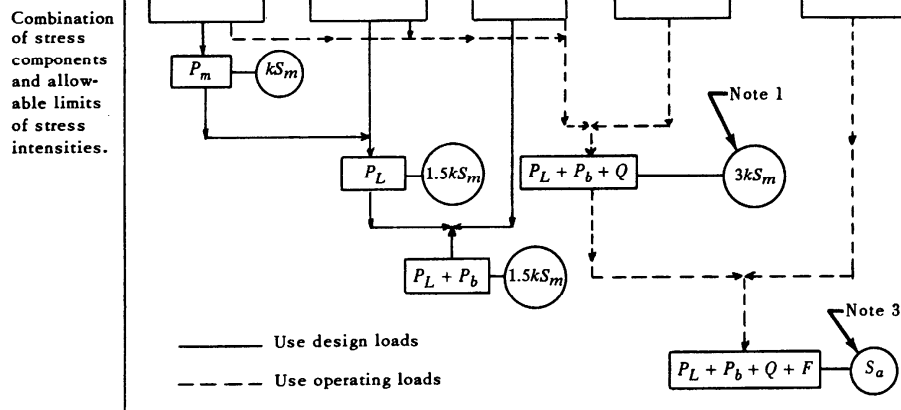 Combination
of stress
components
and allow-
able limits
of stress
intensities.
P_m
kS_m
Note 1
P_L
1.5kS_m
P_L + P_b + Q
3kS_m
P_L + P_b
1.5kS_m
Note 3
Use design loads
P_L + P_b + Q + F
S_a
Use operating loads